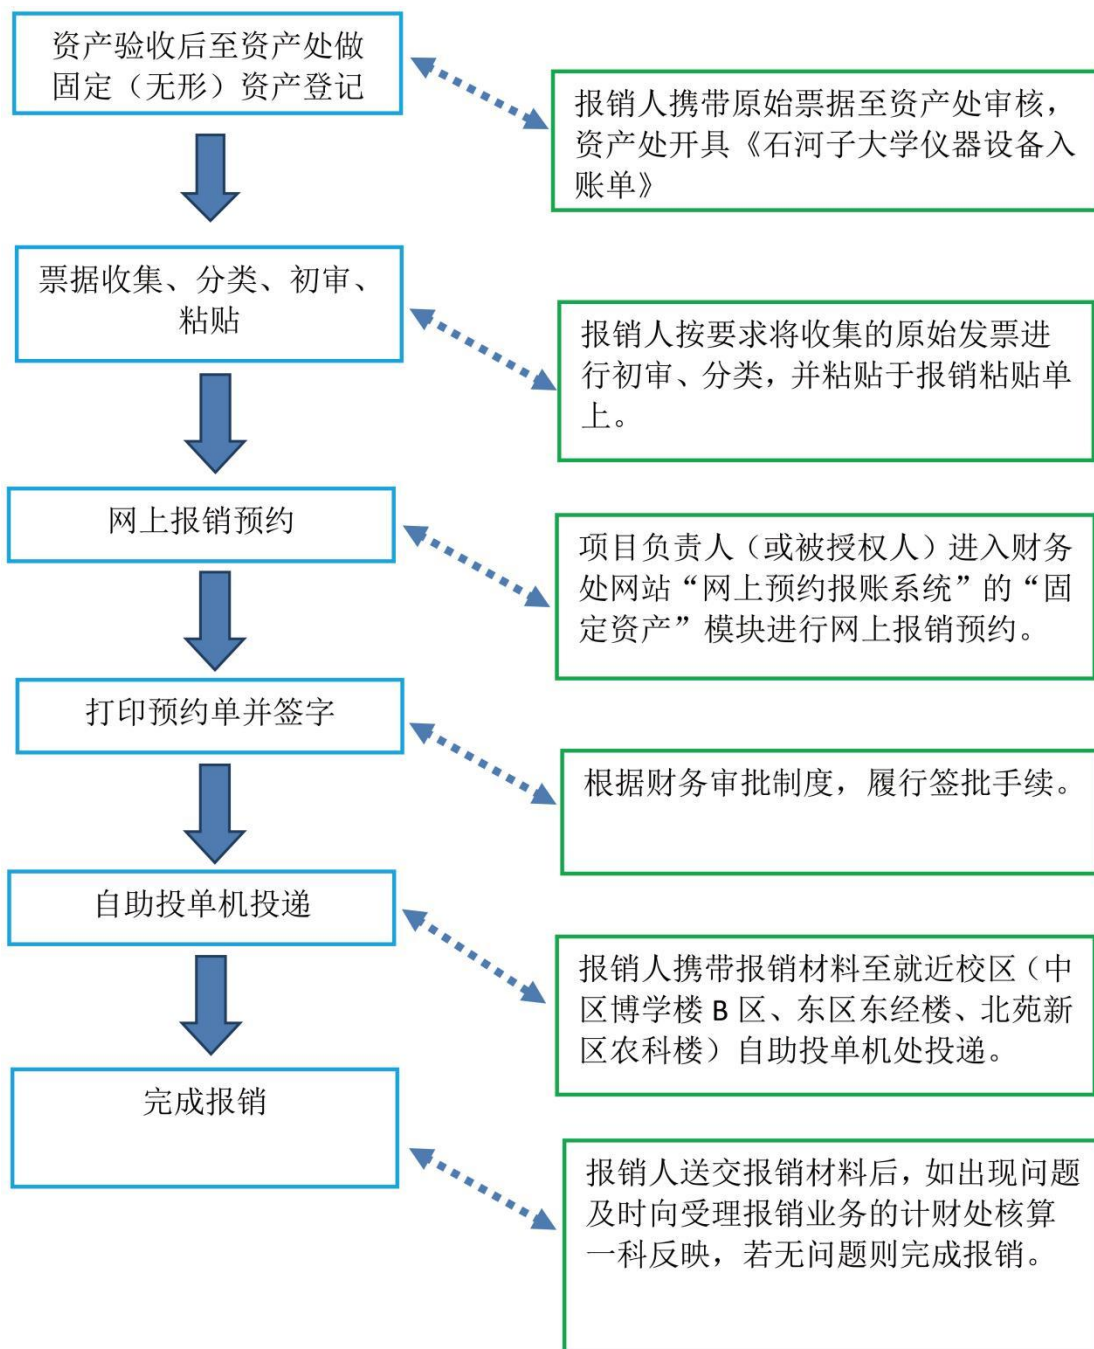 资产验收后至资产处做
固定（无形）资产登记
报销人携带原始票据至资产处审核，
资产处开具《石河子大学仪器设备入
账单》
票据收集、分类、初审、
粘贴
报销人按要求将收集的原始发票进
行初审、分类，并粘贴于报销粘贴单
上。
网上报销预约
项目负责人（或被授权人）进入财务
处网站“网上预约报账系统”的“固
定资产”模块进行网上报销预约。
打印预约单并签字
根据财务审批制度，履行签批手续。
自助投单机投递
报销人携带报销材料至就近校区（中
区博学楼 B 区、东区东经楼、北苑新
区农科楼）自助投单机处投递。
完成报销
报销人送交报销材料后，如出现问题
及时向受理报销业务的计财处核算
一科反映，若无问题则完成报销。